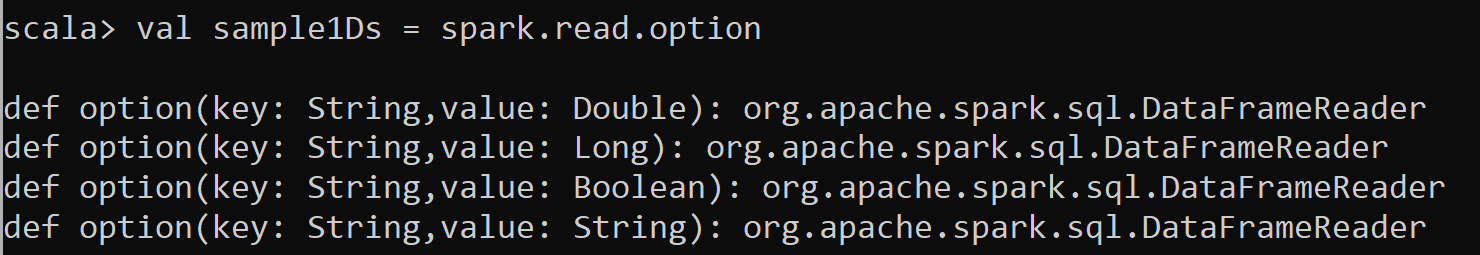 scala> val sample1Ds = spark.read.option
def option(key: String,value: Double): org.apache.spark.sql.DataFrameReader
def option(key: String,value: Long): org.apache.spark.sql.DataFrameReader
def option(key: String,value: Boolean): org.apache.spark.sql.DataFrameReader
def option(key: String,value: String): org.apache.spark.sql.DataFrameReader